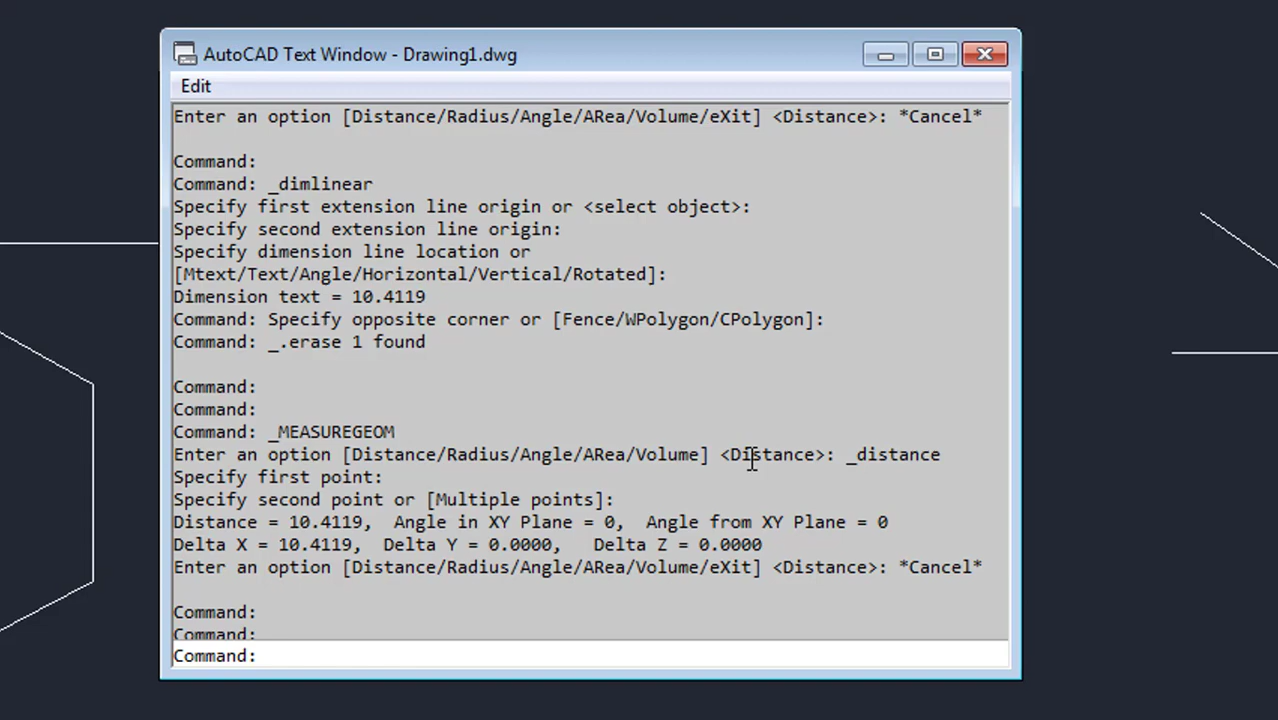 AutoCAD Text Window - Drawing1.dwg
Edit
Enter an option [Distance/Radius/Angle/ARea/Volume/eXit] <Distance>: *Cancel*
Command:
Command: _dimlinear
Specify first extension line origin or <select object>:
Specify second extension line origin:
Specify dimension line location or
[Mtext/Text/Angle/Horizontal/Vertical/Rotated]:
Dimension text = 10.4119
Command: Specify opposite corner or [Fence/WPolygon/CPolygon]:
Command: _.erase 1 found
Command:
Command:
Command: _MEASUREGEOM
Enter an option [Distance/Radius/Angle/ARea/Volume] <Distance>: _distance
Specify first point:
Specify second point or [Multiple points]:
Distance = 10.4119,  Angle in XY Plane = 0,  Angle from XY Plane = 0
Delta X = 10.4119,  Delta Y = 0.0000,   Delta Z = 0.0000
Enter an option [Distance/Radius/Angle/ARea/Volume/eXit] <Distance>: *Cancel*
Command:
Command:
Command: